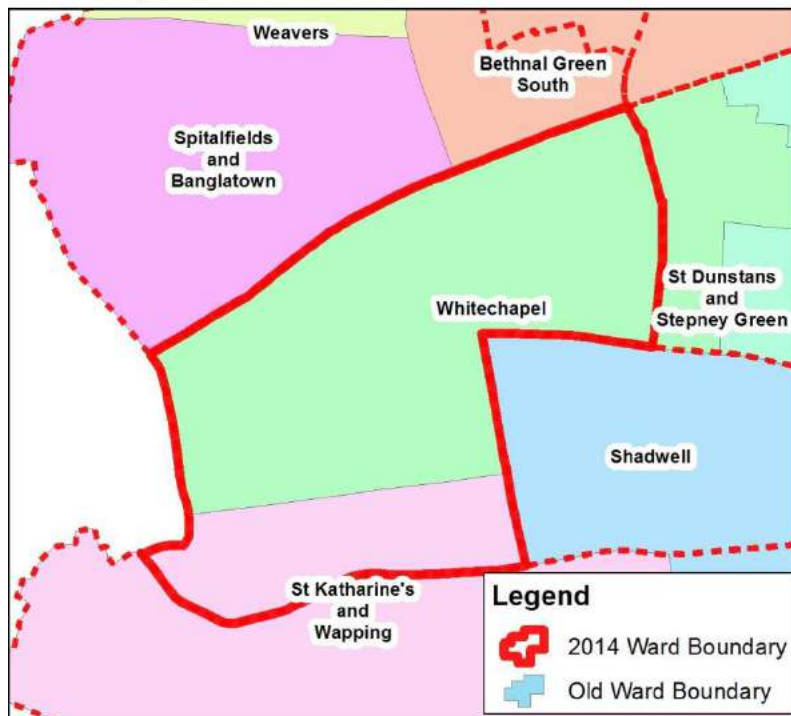 Weavers
Bethnal Green
South
Spitalfields
and
Banglatown
Whitechapel
St Dunstans
and
Stepney Green
Shadwell
St Katharine's
and
Wapping
Legend
2014 Ward Boundary
Old Ward Boundary